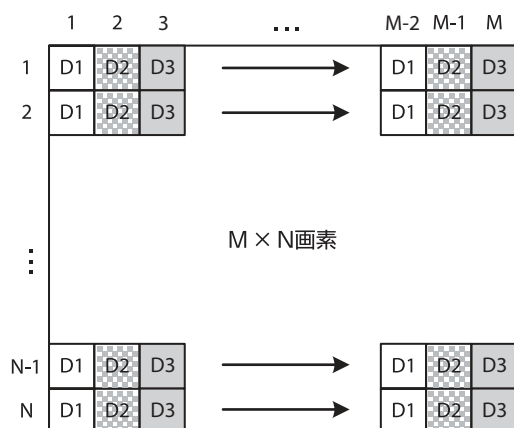 1 2 3 ... M-2 M-1 M
1 D1 D2 D3 D1 D2 D3
2 D1 D2 D3 D1 D2 D3
M × N画素
...
N-1 D1 D2 D3 D1 D2 D3
N D1 D2 D3 D1 D2 D3